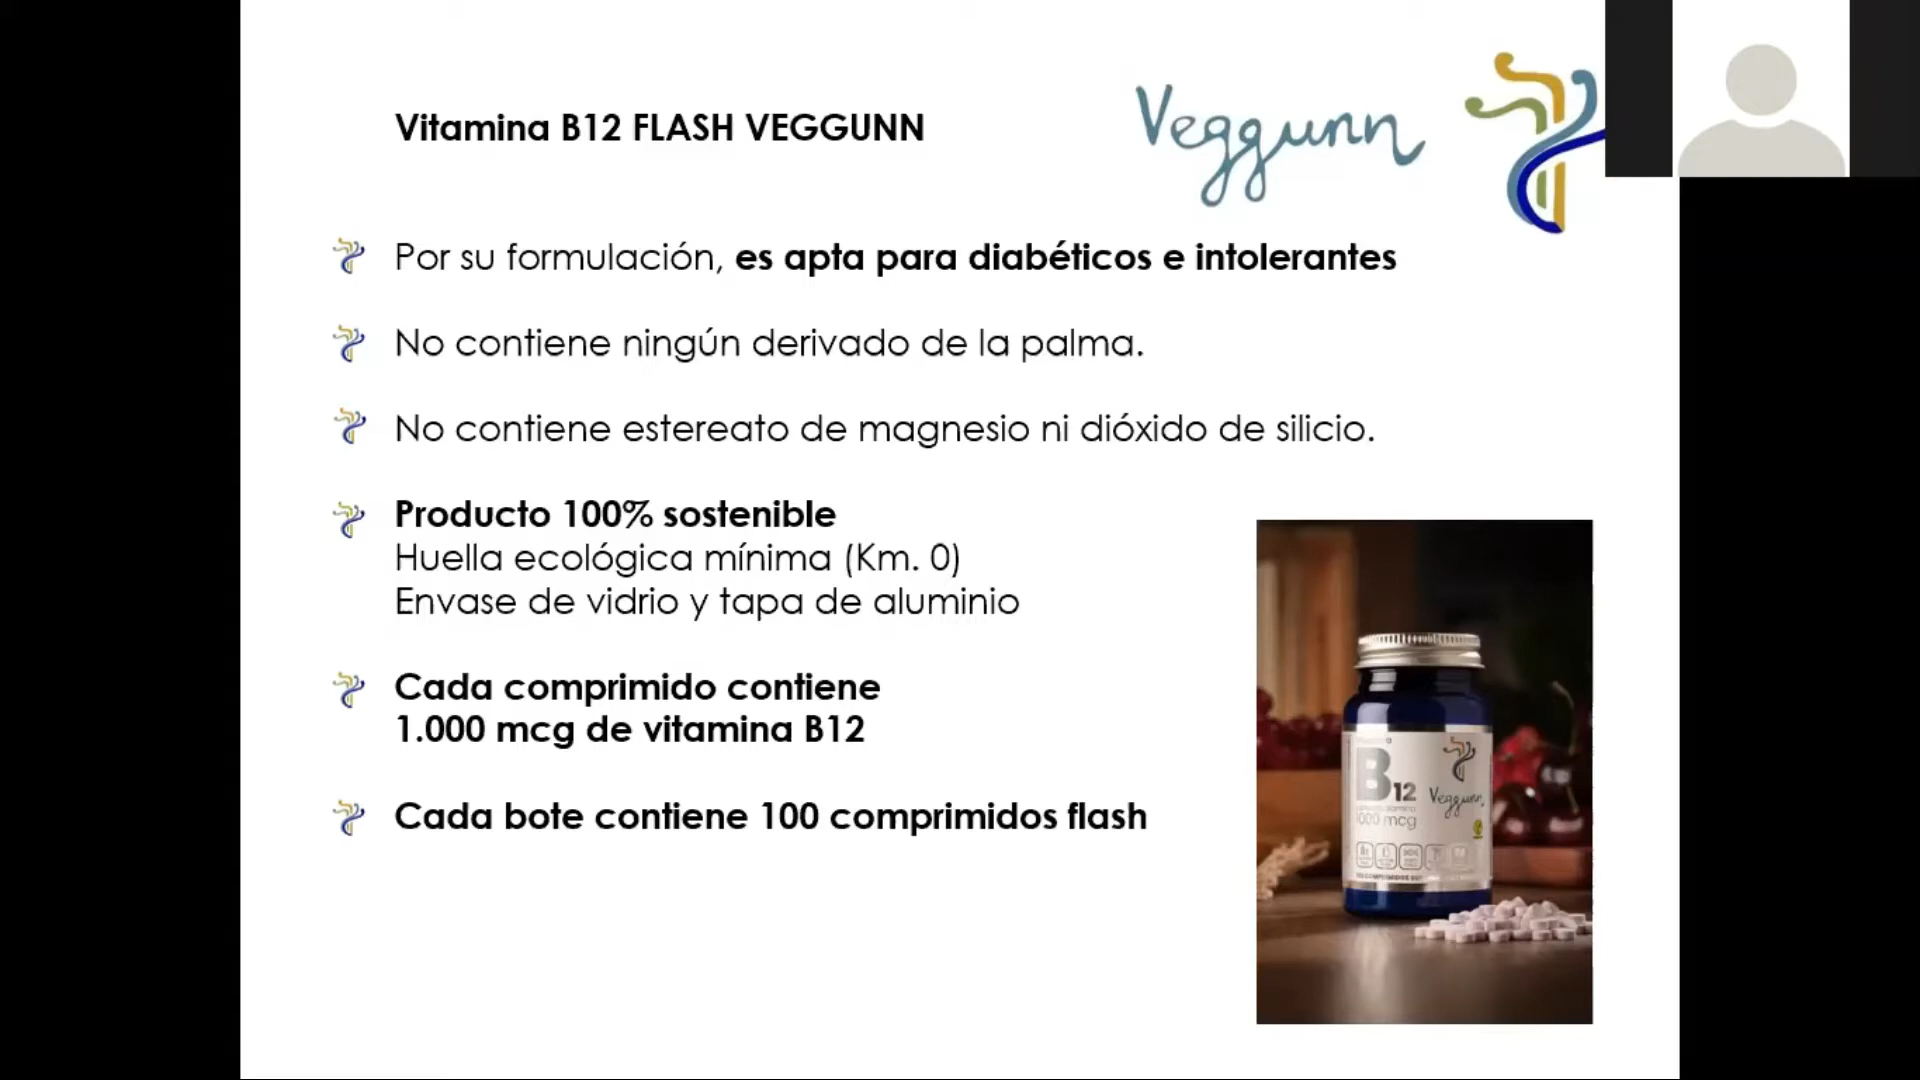 Vitamina B12 FLASH VEGGUNN
Veggunn
Por su formulación, es apta para diabéticos e intolerantes
No contiene ningún derivado de la palma.
No contiene estereato de magnesio ni dióxido de silicio.
Producto 100% sostenible
Huella ecológica mínima (Km. 0)
Envase de vidrio y tapa de aluminio
Cada comprimido contiene
1.000 mcg de vitamina B12
Cada bote contiene 100 comprimidos flash
B12
Veggunn
1000 mcg